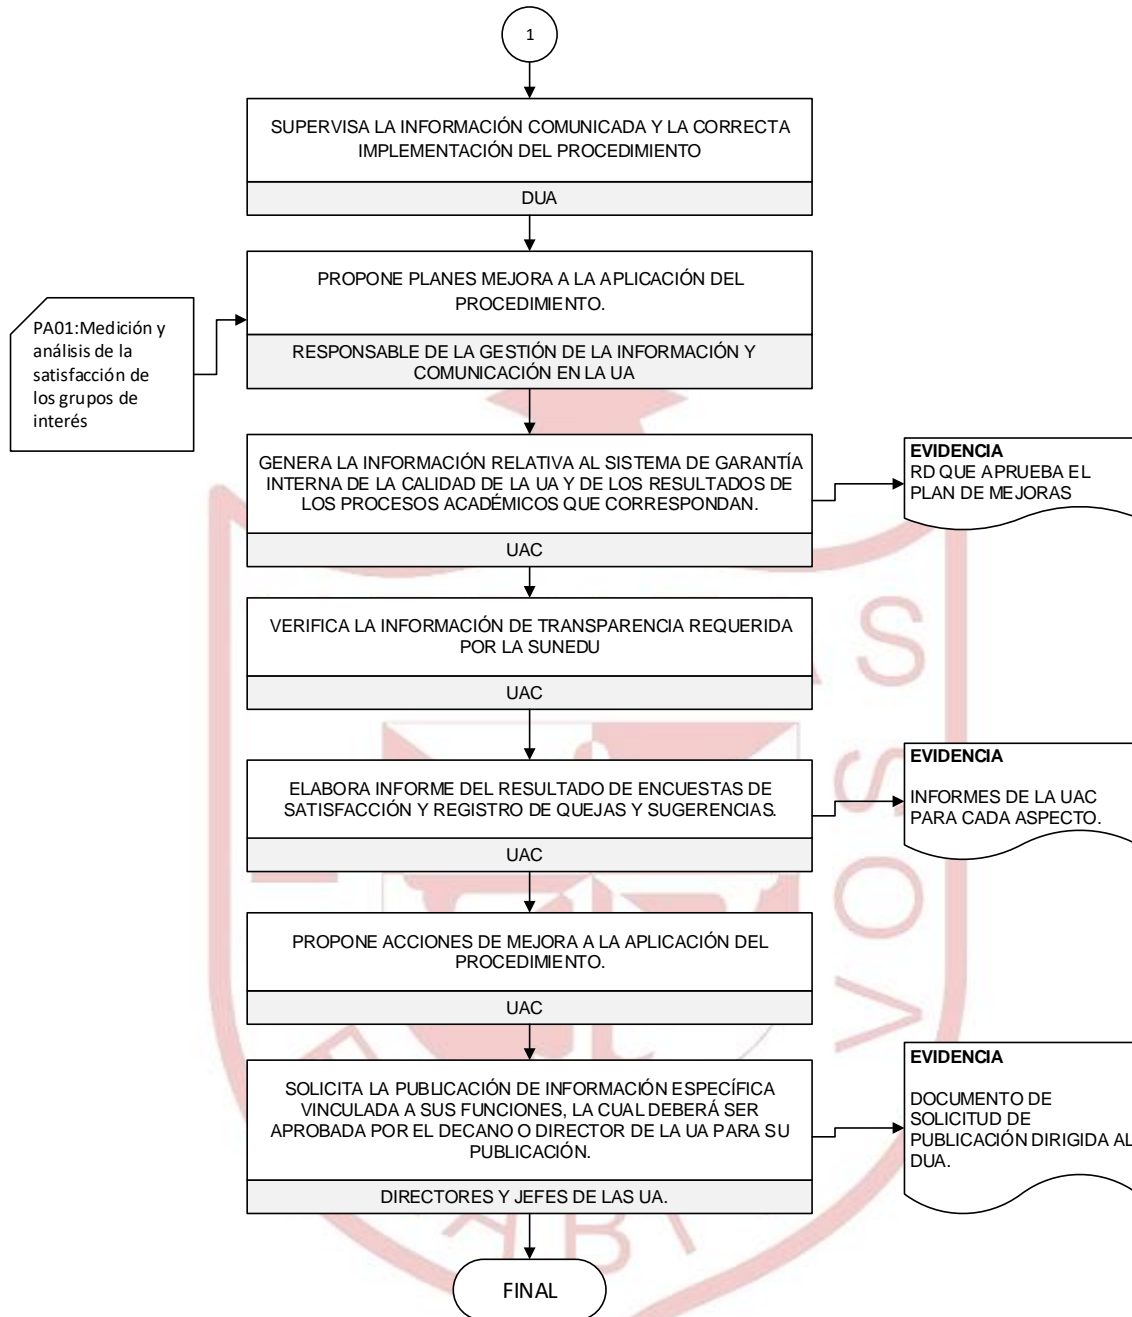 1
SUPERVISA LA INFORMACIÓN COMUNICADA Y LA CORRECTA
IMPLEMENTACIÓN DEL PROCEDIMIENTO
DUA
PROPONE PLANES MEJORA A LA APLICACIÓN DEL
PROCEDIMIENTO.
RESPONSABLE DE LA GESTIÓN DE LA INFORMACIÓN Y
COMUNICACIÓN EN LA UA
PA01:Medición y
análisis de la
satisfacción de
los grupos de
interés
GENERA LA INFORMACIÓN RELATIVA AL SISTEMA DE GARANTÍA
INTERNA DE LA CALIDAD DE LA UA Y DE LOS RESULTADOS DE
LOS PROCESOS ACADÉMICOS QUE CORRESPONDAN.
UAC
EVIDENCIA
RD QUE APRUEBA EL
PLAN DE MEJORAS
VERIFICA LA INFORMACIÓN DE TRANSPARENCIA REQUERIDA
POR LA SUNEDU
UAC
ELABORA INFORME DEL RESULTADO DE ENCUESTAS DE
SATISFACCIÓN Y REGISTRO DE QUEJAS Y SUGERENCIAS.
UAC
EVIDENCIA
INFORMES DE LA UAC
PARA CADA ASPECTO.
PROPONE ACCIONES DE MEJORA A LA APLICACIÓN DEL
PROCEDIMIENTO.
UAC
SOLICITA LA PUBLICACIÓN DE INFORMACIÓN ESPECÍFICA
VINCULADA A SUS FUNCIONES, LA CUAL DEBERÁ SER
APROBADA POR EL DECANO O DIRECTOR DE LA UA PARA SU
PUBLICACIÓN.
DIRECTORES Y JEFES DE LAS UA.
EVIDENCIA
DOCUMENTO DE
SOLICITUD DE
PUBLICACIÓN DIRIGIDA AL
DUA.
FINAL